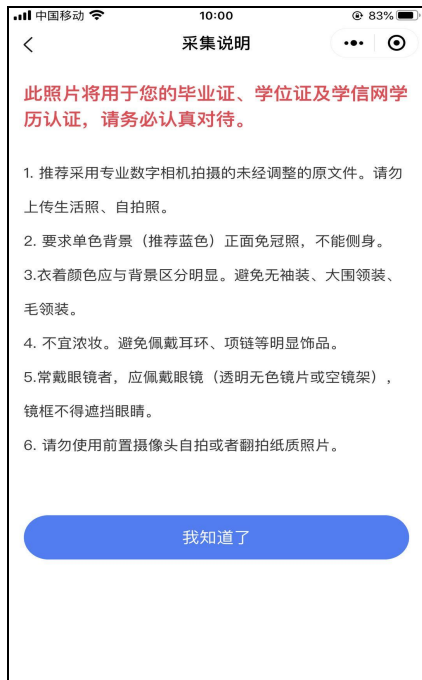 中国移动 10:00 83%
采集说明
此照片将用于您的毕业证、学位证及学信网学
历认证，请务必认真对待。
1. 推荐采用专业数字相机拍摄的未经调整的原文件。请勿
上传生活照、自拍照。
2. 要求单色背景（推荐蓝色）正面免冠照，不能侧身。
3.衣着颜色应与背景区分明显。避免无袖装、大围领装、
毛领装。
4. 不宜浓妆。避免佩戴耳环、项链等明显饰品。
5.常戴眼镜者，应佩戴眼镜（透明无色镜片或空镜架），
镜框不得遮挡眼睛。
6. 请勿使用前置摄像头自拍或者翻拍纸质照片。
我知道了